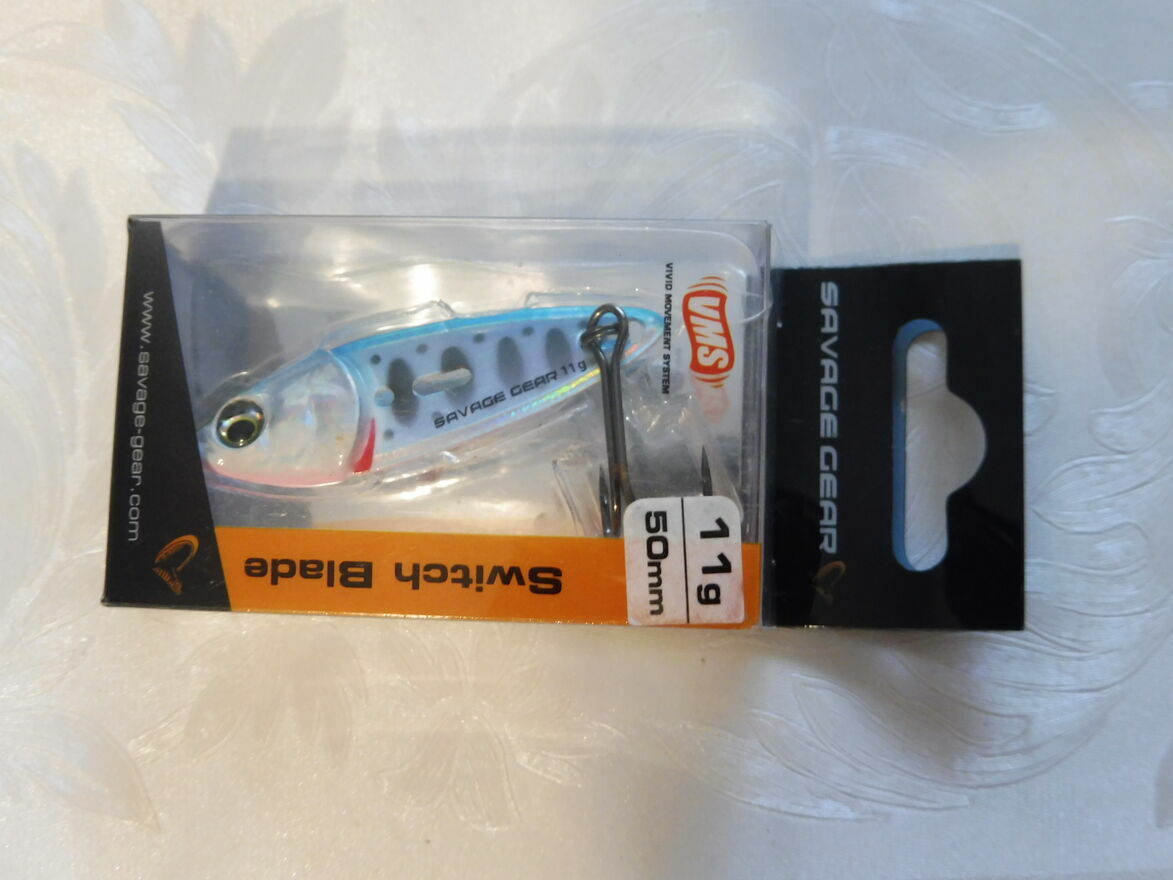 SAVAGE GEAR
VMS
VIVID MOVEMENT SYSTEM
SAVAGE GEAR 11g
11g
50mm
Switch Blade
www.savage-gear.com